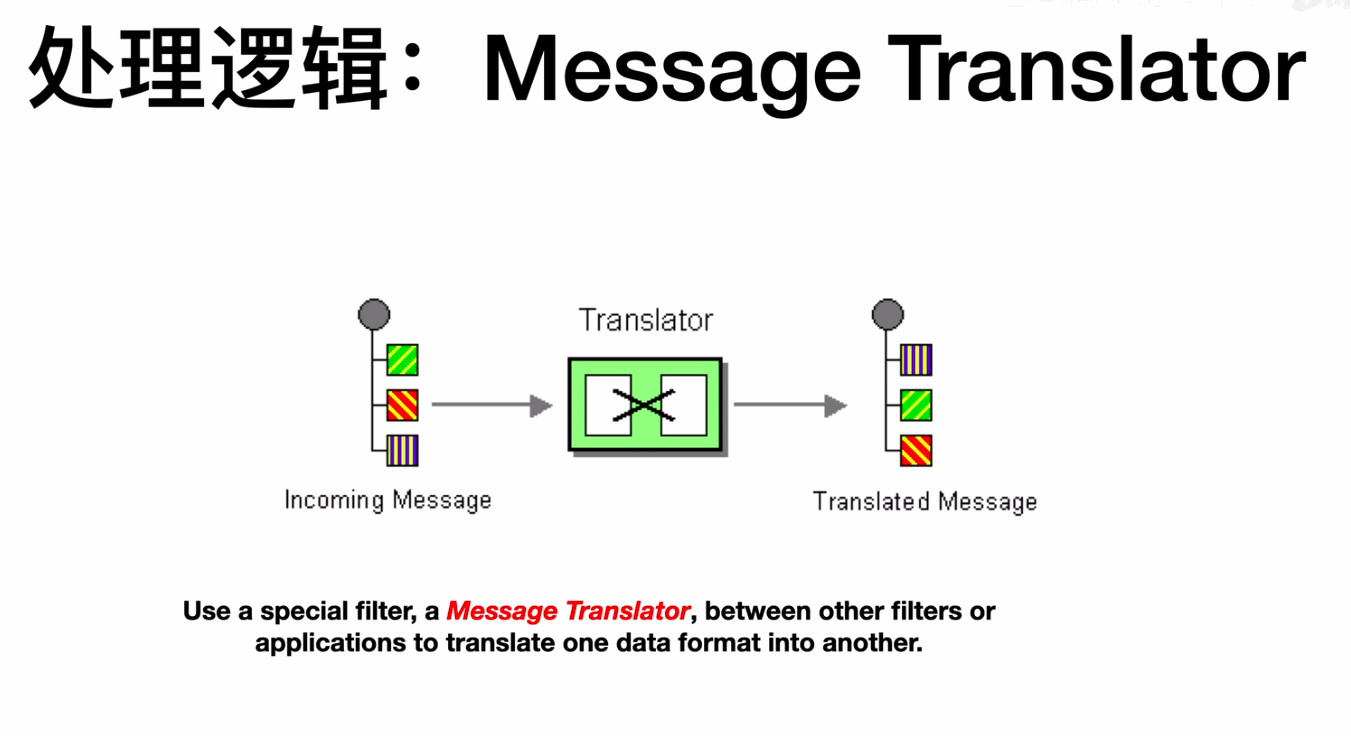 处理逻辑：Message Translator
Translator
Incoming Message
Translated Message
Use a special filter, a Message Translator, between other filters or
applications to translate one data format into another.